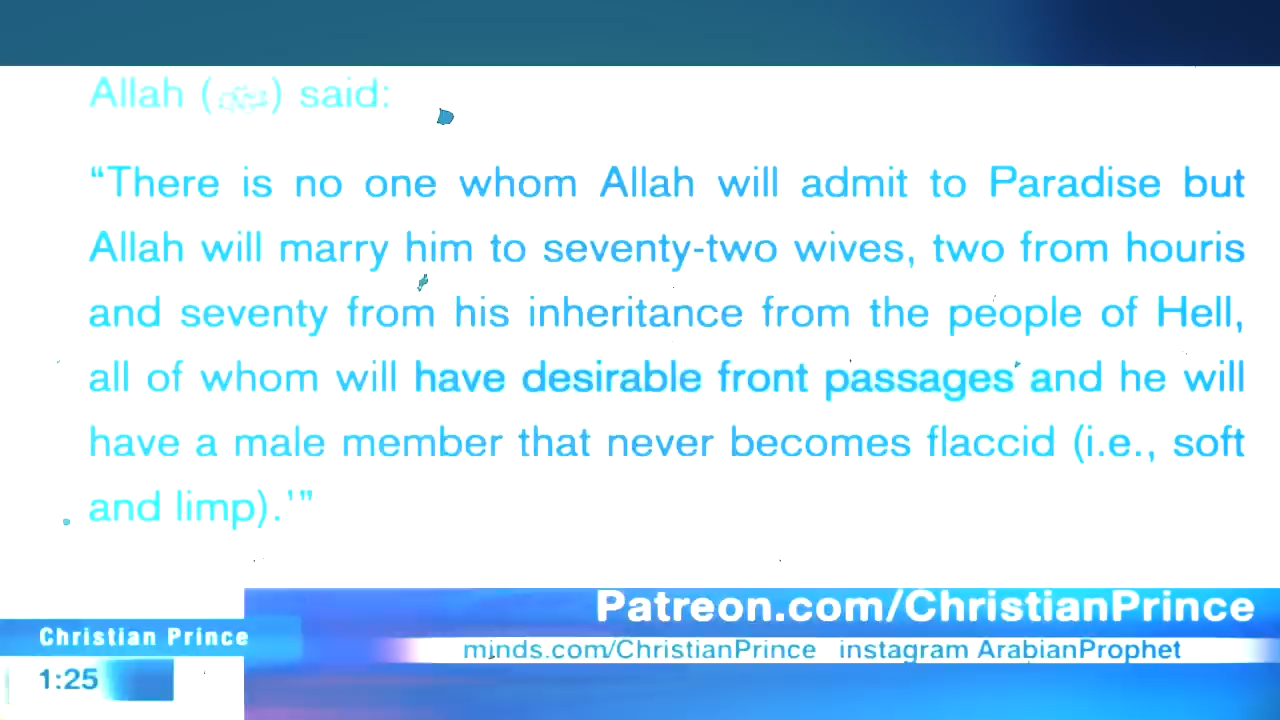 Allah (ﷻ) said:
“There is no one whom Allah will admit to Paradise but
Allah will marry him to seventy-two wives, two from houris
and seventy from his inheritance from the people of Hell,
all of whom will have desirable front passages and he will
have a male member that never becomes flaccid (i.e., soft
and limp).'”
Patreon.com/ChristianPrince
Christian Prince
minds.com/ChristianPrince instagram ArabianProphet
1:25